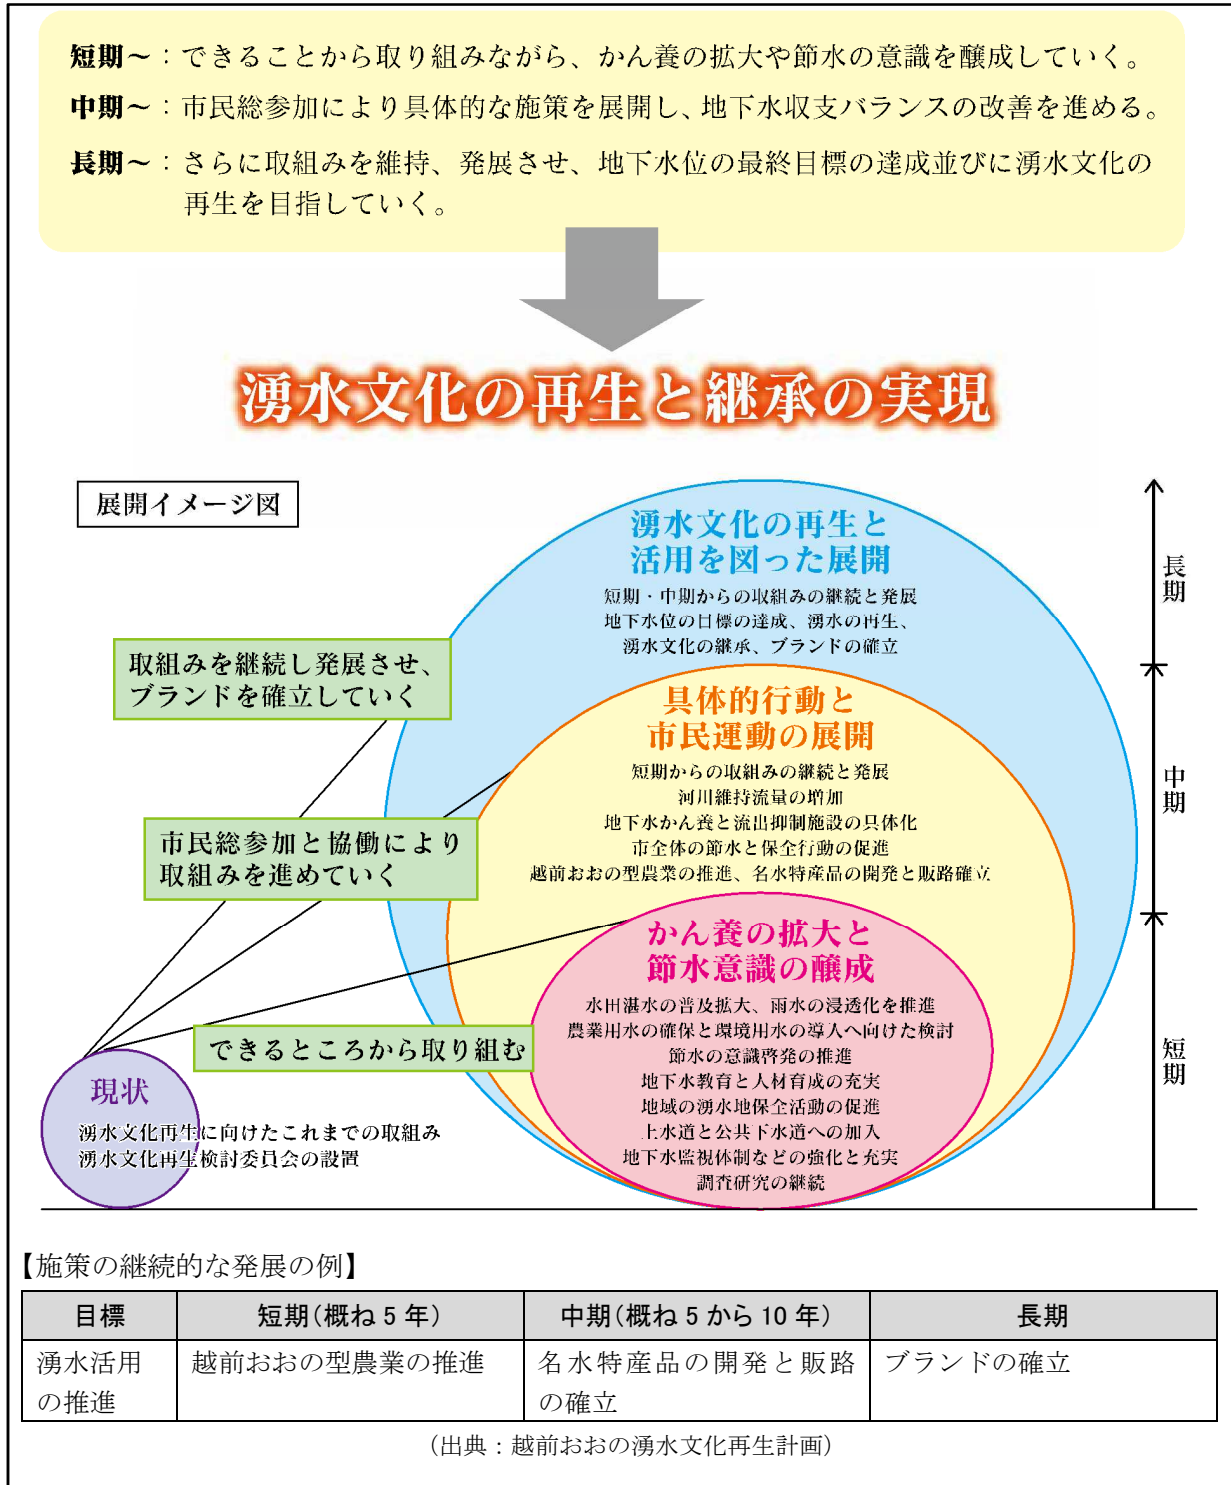 短期～：できることから取り組みながら、かん養の拡大や節水の意識を醸成していく。
中期～：市民総参加により具体的な施策を展開し、地下水収支バランスの改善を進める。
長期～：さらに取組みを維持、発展させ、地下水位の最終目標の達成並びに湧水文化の
再生を目指していく。
湧水文化の再生と継承の実現
展開イメージ図
湧水文化の再生と
活用を図った展開
短期・中期からの取組みの継続と発展
地下水位の目標の達成、湧水の再生、
湧水文化の継承、ブランドの確立
長期
取組みを継続し発展させ、
ブランドを確立していく
具体的行動と
市民運動の展開
短期からの取組みの継続と発展
河川維持流量の増加
地下水かん養と流出抑制施設の具体化
市全体の節水と保全行動の促進
越前おおの型農業の推進、名水特産品の開発と販路確立
中期
市民総参加と協働により
取組みを進めていく
かん養の拡大と
節水意識の醸成
水田湛水の普及拡大、雨水の浸透化を推進
農業用水の確保と環境用水の導入へ向けた検討
節水の意識啓発の推進
地下水教育と人材育成の充実
地域の湧水地保全活動の促進
上水道と公共下水道への加入
地下水監視体制などの強化と充実
調査研究の継続
短期
できるところから取り組む
現状
湧水文化再生に向けたこれまでの取組み
湧水文化再生検討委員会の設置
【施策の継続的な発展の例】
目標 短期（概ね5年） 中期（概ね5から10年） 長期
湧水活用 越前おおの型農業の推進 名水特産品の開発と販路 ブランドの確立
の推進 の確立
（出典：越前おおの湧水文化再生計画）